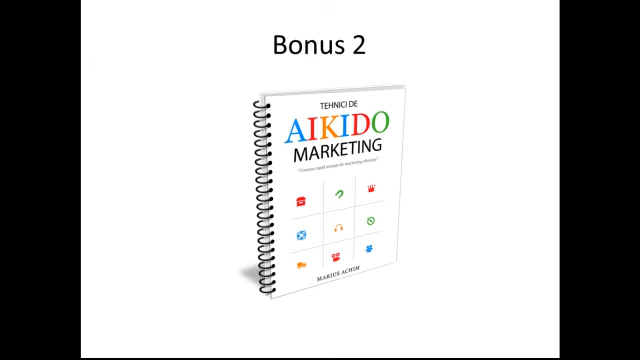 Bonus 2
TEHNICI DE
AIKIDO
MARKETING
MARIUS ACHIM